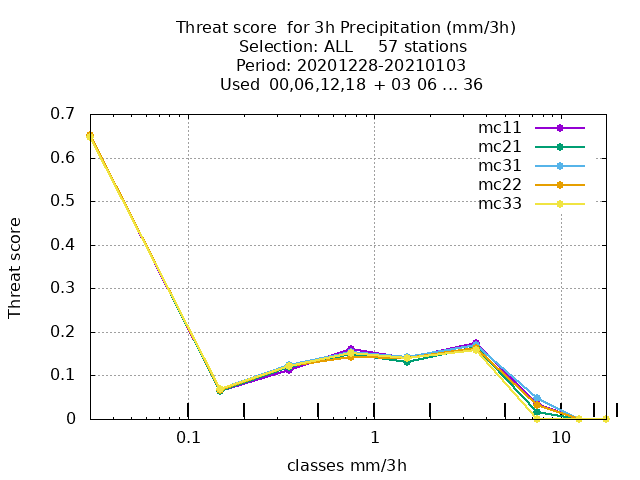 Threat score  for 3h Precipitation (mm/3h)
Selection: ALL     57 stations
Period: 20201228-20210103
Used  00,06,12,18  + 03 06 ... 36
0.7
0.6
0.5
0.4
0.3
0.2
0.1
0
Threat score
mc11
mc21
mc31
mc22
mc33
0.1 1 10
classes mm/3h